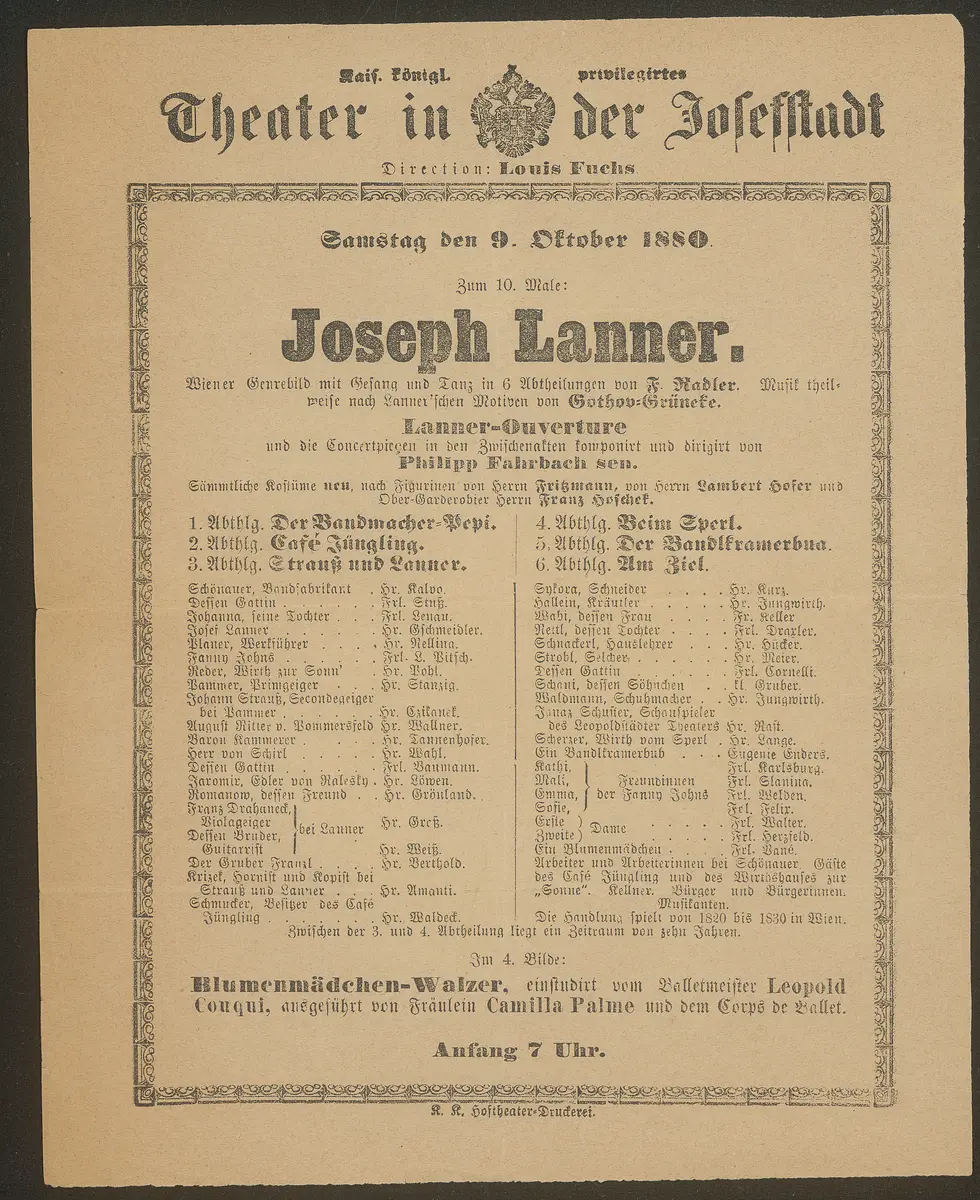 Kais. königl. privilegirtes
Theater in der Josefstadt
Direction: Louis Fuchs.
Samstag den 9. Oktober 1880.
Zum 10. Male:
Joseph Lanner.
Wiener Genrebild mit Gesang und Tanz in 6 Abtheilungen von F. Radler. Musik theil-
weise nach Lanner'schen Motiven von Gothov-Grüneke.
Lanner-Ouverture
und die Concertpiegen in den Zwischenakten komponirt und dirigirt von
Philipp Fahrbach sen.
Sämmtliche Kostüme neu, nach Figurinen von Herrn Fritzmann, von Herrn Lambert Hofer und
Ober-Garderobier Herrn Franz Hoschek.
1. Abthlg. Der Bandmacher-Pepi.
2. Abthlg. Café Jüngling.
3. Abthlg. Strauß und Lanner.
4. Abthlg. Beim Sperl.
5. Abthlg. Der Bandlkramerbua.
6. Abthlg. Am Ziel.
Schönauer, Bandfabrikant . Hr. Kalvo.
Dessen Gattin . . . . Frl. Stuß.
Johanna, seine Tochter . . . Frl. Lenau.
Josef Lanner . . . . . Hr. Gschmeidler.
Planer, Werkführer . . . . Hr. Rellina.
Fanny Johns . . . . . Frl. L. Pitsch.
Reder, Wirth zur Sonn' . . Hr. Pohl.
Pammer, Primgeiger . . . Hr. Stanzig.
Johann Strauß, Secondegeiger
bei Pammer . . . . . Hr. Czikanek.
August Ritter v. Pommersfeld Hr. Wallner.
Baron Kammerer . . . . Hr. Tannenhofer.
Herr von Schirl . . . . Hr. Wahl.
Dessen Gattin . . . . . Frl. Baumann.
Jaromir, Edler von Ralesky . Hr. Löwen.
Romanow, dessen Freund . . Hr. Grönland.
Franz Drahaneck,
Violageiger
bei Lanner Hr. Groß.
Dessen Bruder,
Guitarrist Hr. Weiß.
Der Gruber Franzl . . . . Hr. Berthold.
Krizek, Hornist und Kopist bei
Strauß und Lanner . . . Hr. Amanti.
Schmucker, Besitzer des Café
Jüngling . . . . . . . Hr. Waldeck.
Sykora, Schneider . . . . Hr. Kurz.
Hallein, Kräutler . . . . . Hr. Jungwirth.
Wabi, dessen Frau . . . . Fr. Keller
Nettl, dessen Tochter . . . . Frl. Draxler.
Schnackerl, Hauslehrer . . . Hr. Hücker.
Strobl, Selcher . . . . . Hr. Meier.
Dessen Gattin . . . . . Frl. Cornelli.
Schani, dessen Söhnchen . . kl. Gruber.
Waldmann, Schuhmacher . . Hr. Jungwirth.
Ignaz Schuster, Schauspieler
des Leopoldstädter Theaters Hr. Rast.
Scherzer, Wirth vom Sperl . Hr. Lange.
Ein Bandlkramerbub . . . Eugenie Enders.
Kathi, Frl. Karlsburg.
Mali, Freundinnen Frl. Slanina.
Emma, der Fanny Johns Frl. Welden.
Sofie, Frl. Felix.
Erste ) Dame . . . . . Frl. Walter.
Zweite ) . . . . . Frl. Herzfeld.
Ein Blumenmädchen . . . . Frl. Bané.
Arbeiter und Arbeiterinnen bei Schönauer. Gäste
des Café Jüngling und des Wirthshauses zur
„Sonne". Kellner. Bürger und Bürgerinnen.
Musikanten.
Die Handlung spielt von 1820 bis 1830 in Wien.
Zwischen der 3. und 4. Abtheilung liegt ein Zeitraum von zehn Jahren.
Im 4. Bilde:
Blumenmädchen-Walzer, einstudirt vom Balletmeister Leopold
Couqui, ausgeführt von Fräulein Camilla Palme und dem Corps de Ballet.
Anfang 7 Uhr.
K. K. Hoftheater-Druckerei.